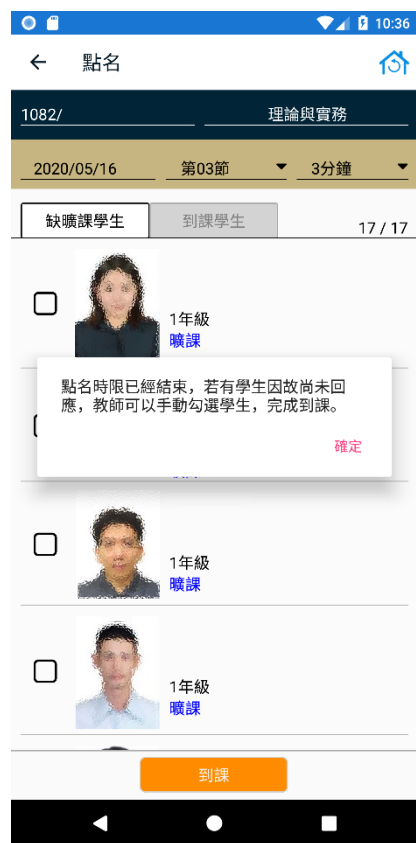 10:36
點名
1082/ 理論與實務
2020/05/16 第03節 3分鐘
缺曠課學生 到課學生 17 / 17
1年級
曠課
點名時限已經結束，若有學生因故尚未回
應，教師可以手動勾選學生，完成到課。
確定
1年級
曠課
1年級
曠課
到課